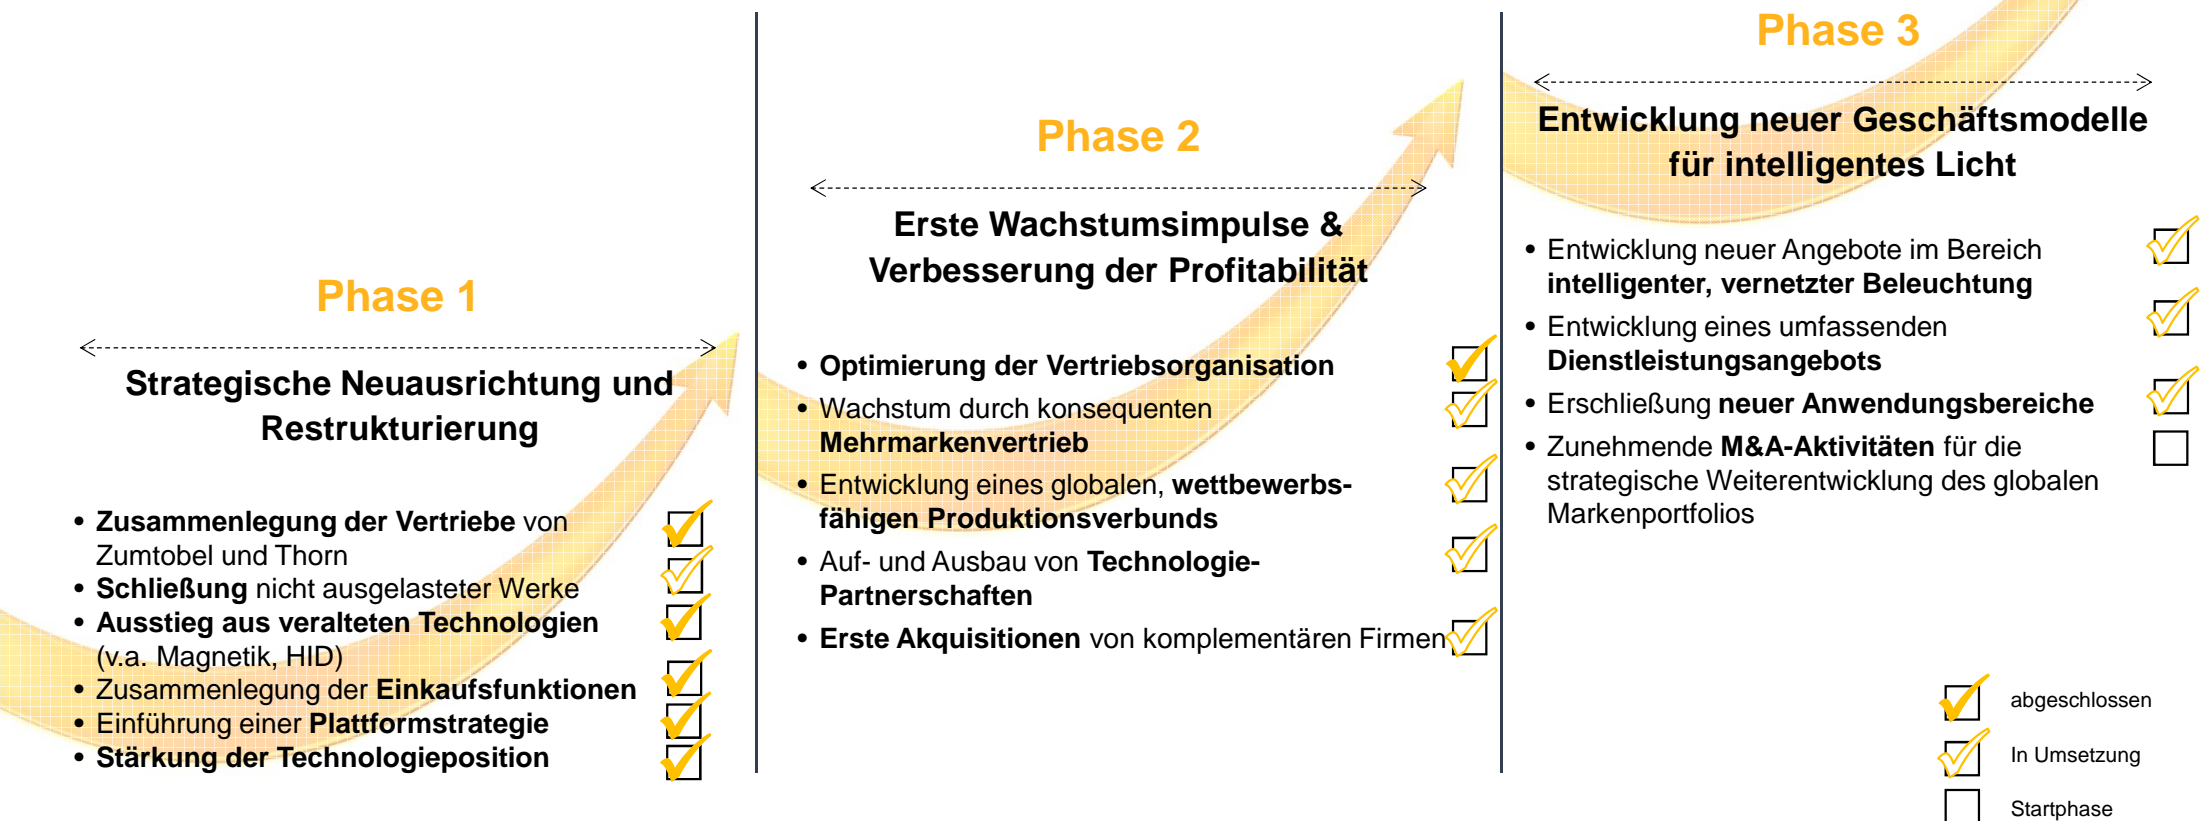 Phase 1
Strategische Neuausrichtung und
Restrukturierung
• Zusammenlegung der Vertriebe von
Zumtobel und Thorn
• Schließung nicht ausgelasteter Werke
• Ausstieg aus veralteten Technologien
(v.a. Magnetik, HID)
• Zusammenlegung der Einkaufsfunktionen
• Einführung einer Plattformstrategie
• Stärkung der Technologieposition
Phase 2
Erste Wachstumsimpulse &
Verbesserung der Profitabilität
• Optimierung der Vertriebsorganisation
• Wachstum durch konsequenten
Mehrmarkenvertrieb
• Entwicklung eines globalen, wettbewerbs-
fähigen Produktionsverbunds
• Auf- und Ausbau von Technologie-
Partnerschaften
• Erste Akquisitionen von komplementären Firmen
Phase 3
Entwicklung neuer Geschäftsmodelle
für intelligentes Licht
• Entwicklung neuer Angebote im Bereich
intelligenter, vernetzter Beleuchtung
• Entwicklung eines umfassenden
Dienstleistungsangebots
• Erschließung neuer Anwendungsbereiche
• Zunehmende M&A-Aktivitäten für die
strategische Weiterentwicklung des globalen
Markenportfolios
abgeschlossen
In Umsetzung
Startphase